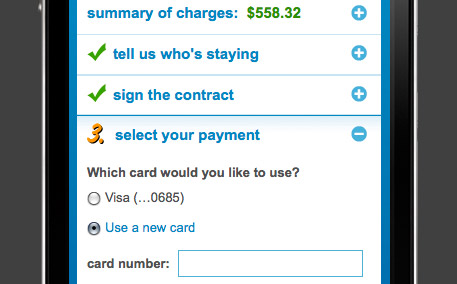 summary of charges: $558.32
tell us who's staying
sign the contract
3. select your payment
Which card would you like to use?
Visa (...0685)
Use a new card
card number: